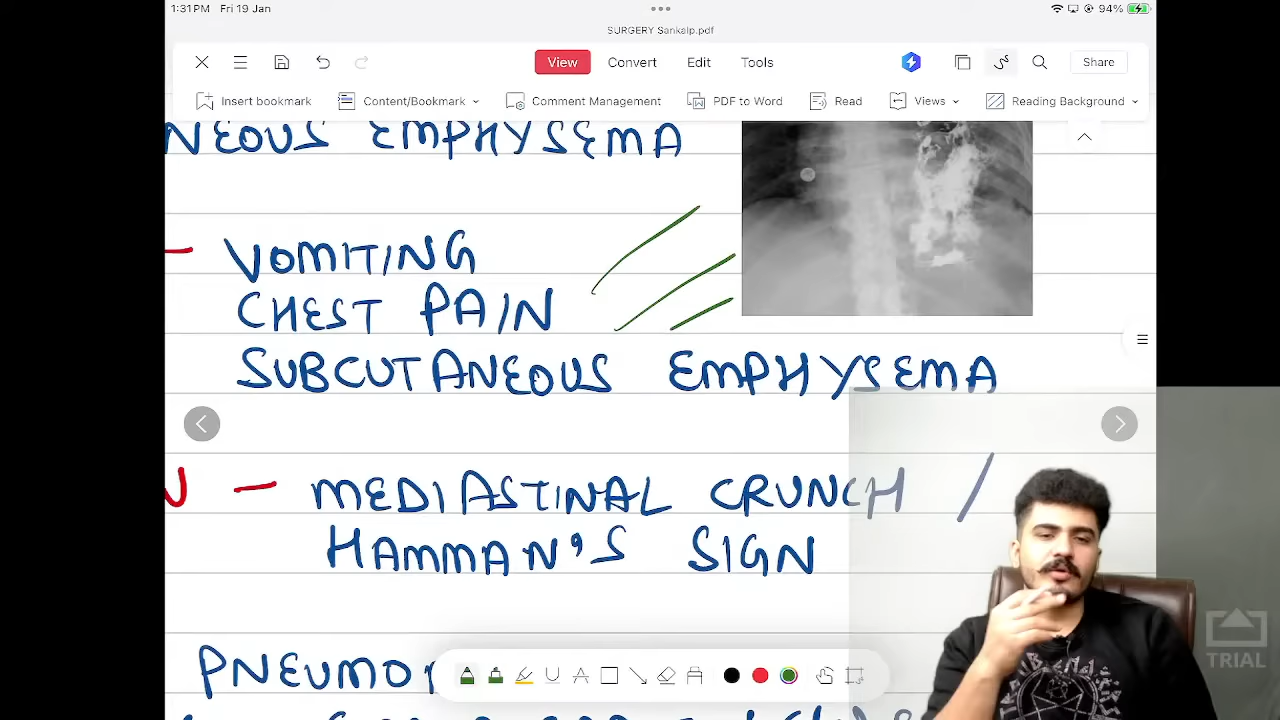 1:31PM Fri 19 Jan
94%
SURGERY Sankalp.pdf
View Convert Edit Tools Share
Insert bookmark Content/Bookmark Comment Management PDF to Word Read Views Reading Background
NEOUS EMPHYSEMA
- VOMITING
CHEST PAIN
SUBCUTANEOUS EMPHYSEMA
- MEDIASTINAL CRUNCH /
HAMMAN'S SIGN
PNEUMO
TRIAL